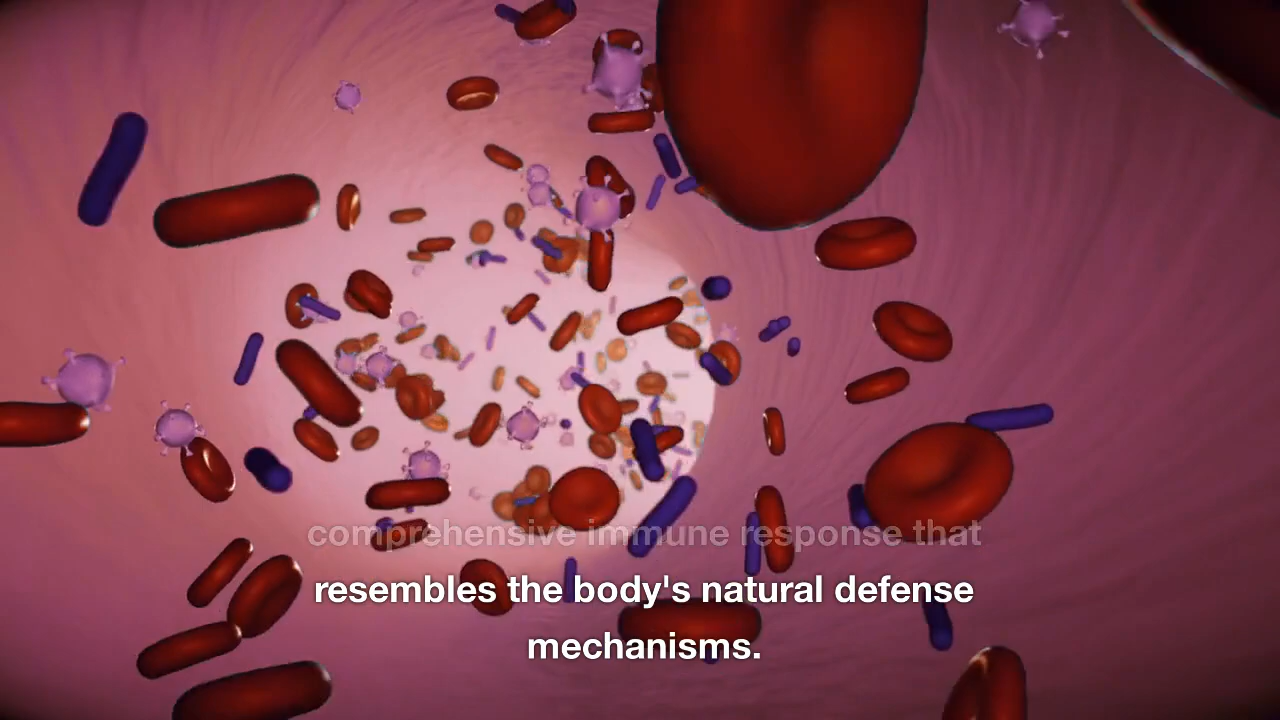 comprehensive immune response that
resembles the body's natural defense
mechanisms.